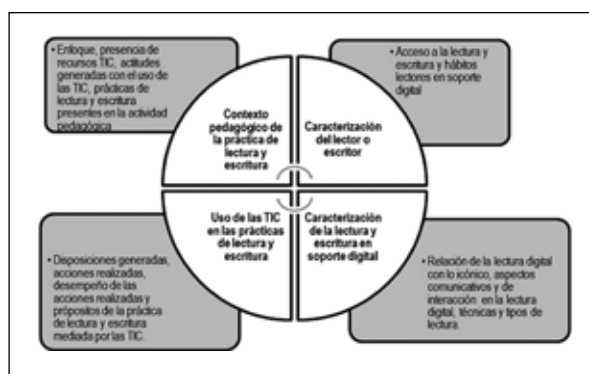 • Enfoque, presencia de
recursos TIC, actitudes
generadas con el uso de
las TIC, prácticas de
lectura y escritura
presentes en la actividad
pedagógica
• Acceso a la lectura y
escritura y hábitos
lectores en soporte
digital
Contexto
pedagógico de
la práctica de
lectura y
escritura
Caracterización
del lector o
escritor
Uso de las TIC
en las prácticas
de lectura y
escritura
Caracterización
de la lectura y
escritura en
soporte digital
• Disposiciones generadas,
acciones realizadas,
desempeño de las
acciones realizadas y
própositos de la práctica
de lectura y escritura
mediada por las TIC.
• Relación de la lectura digital
con lo icónico, aspectos
comunicativos y de
interacción en la lectura
digital, técnicas y tipos de
lectura.